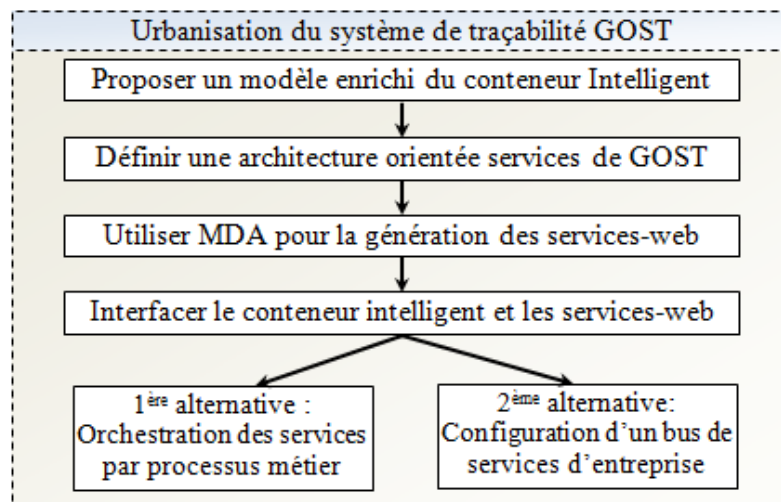 Urbanisation du système de traçabilité GOST
Proposer un modèle enrichi du conteneur Intelligent
Définir une architecture orientée services de GOST
Utiliser MDA pour la génération des services-web
Interfacer le conteneur intelligent et les services-web
1ère alternative :
Orchestration des services
par processus métier
2ème alternative:
Configuration d'un bus de
services d'entreprise